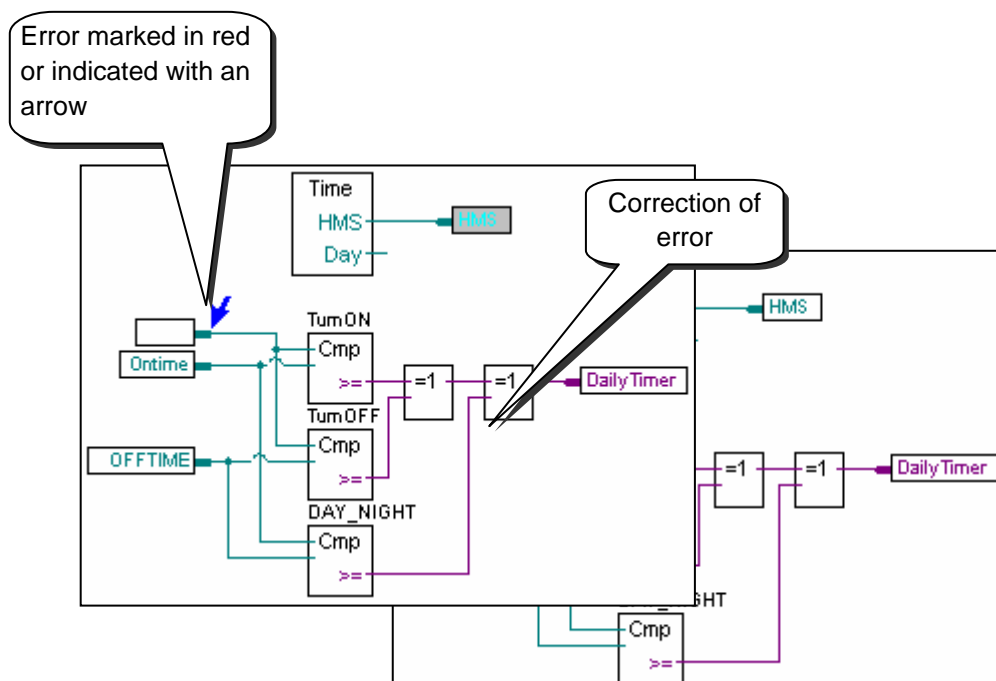 Error marked in red
or indicated with an
arrow
Correction of
error
Time
HMS
HMS
Day
HMS
TurnON
Cmp
>=
Ontime
=1
=1
DailyTimer
TurnOFF
Cmp
>=
OFFTIME
=1
=1
DailyTimer
DAY_NIGHT
Cmp
>=
GHT
Cmp
>=